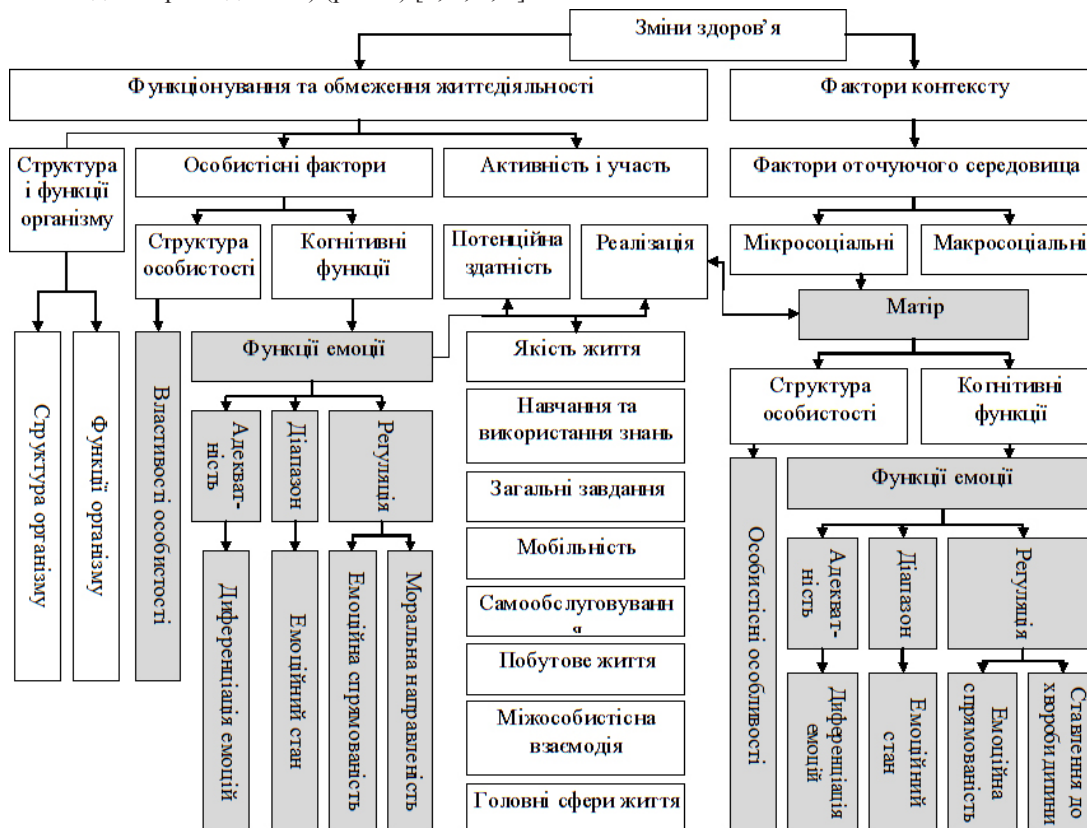 Зміни здоров'я
Функціонування та обмеження життєдіяльності
Фактори контексту
Структура
і функції
організму
Особистісні фактори
Активність і участь
Фактори оточуючого середовища
Структура
особистості
Когнітивні
функції
Потенційна
здатність
Реалізація
Мікросоціальні
Макросоціальні
Матір
Структура організму
Функції організму
Властивості особистості
Функції емоції
Якість життя
Структура
особистості
Когнітивні
функції
Адекват-
ність
Діапазон
Регуляція
Навчання та
використання знань
Загальні завдання
Мобільність
Самообслуговуванн
я
Побутове життя
Міжособистісна
взаємодія
Головні сфери життя
Диференціація емоцій
Емоційний стан
Емоційна спрямованість
Моральна направленість
Особистісні особливості
Функції емоції
Адекват-
ність
Діапазон
Регуляція
Диференціація
емоцій
Емоційний
стан
Емоційна
спрямованість
Ставлення до
хвороби дитини